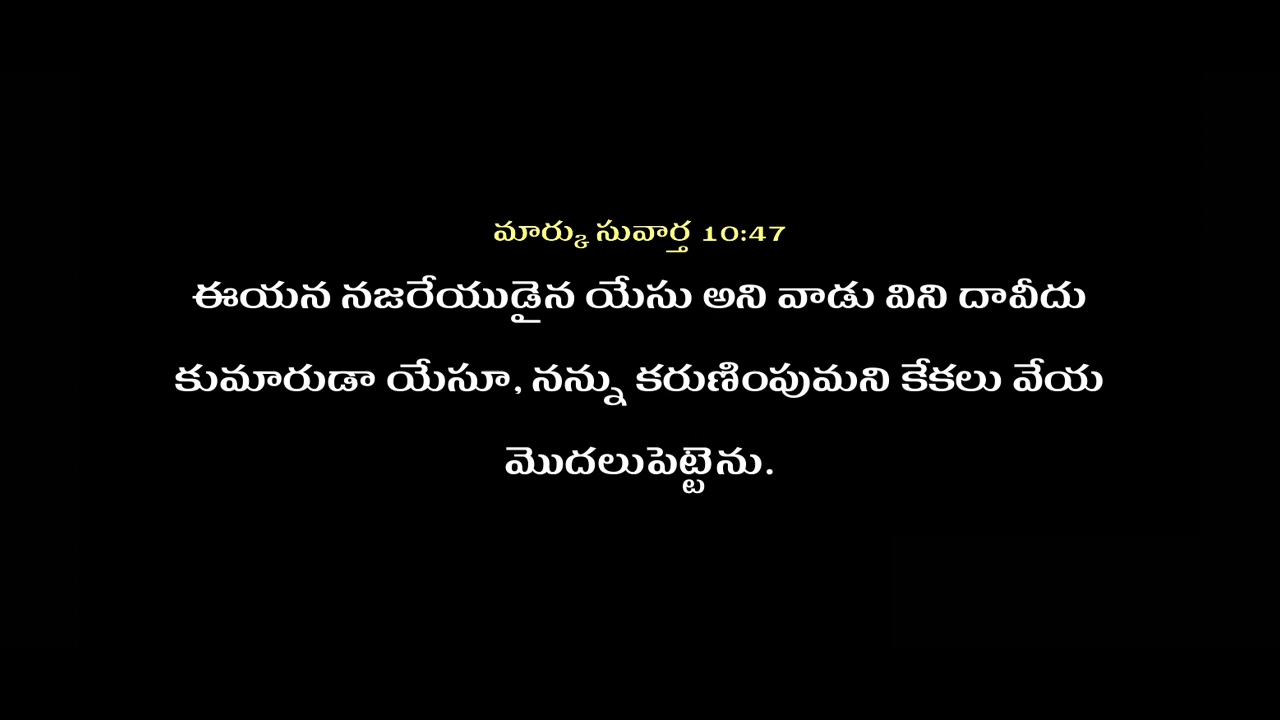 మార్కు సువార్త 10:47
ఈయన నజరేయుడైన యేసు అని వాడు విని దావీదు
కుమారుడా యేసూ, నన్ను కరుణింపుమని కేకలు వేయ
మొదలుపెట్టెను.